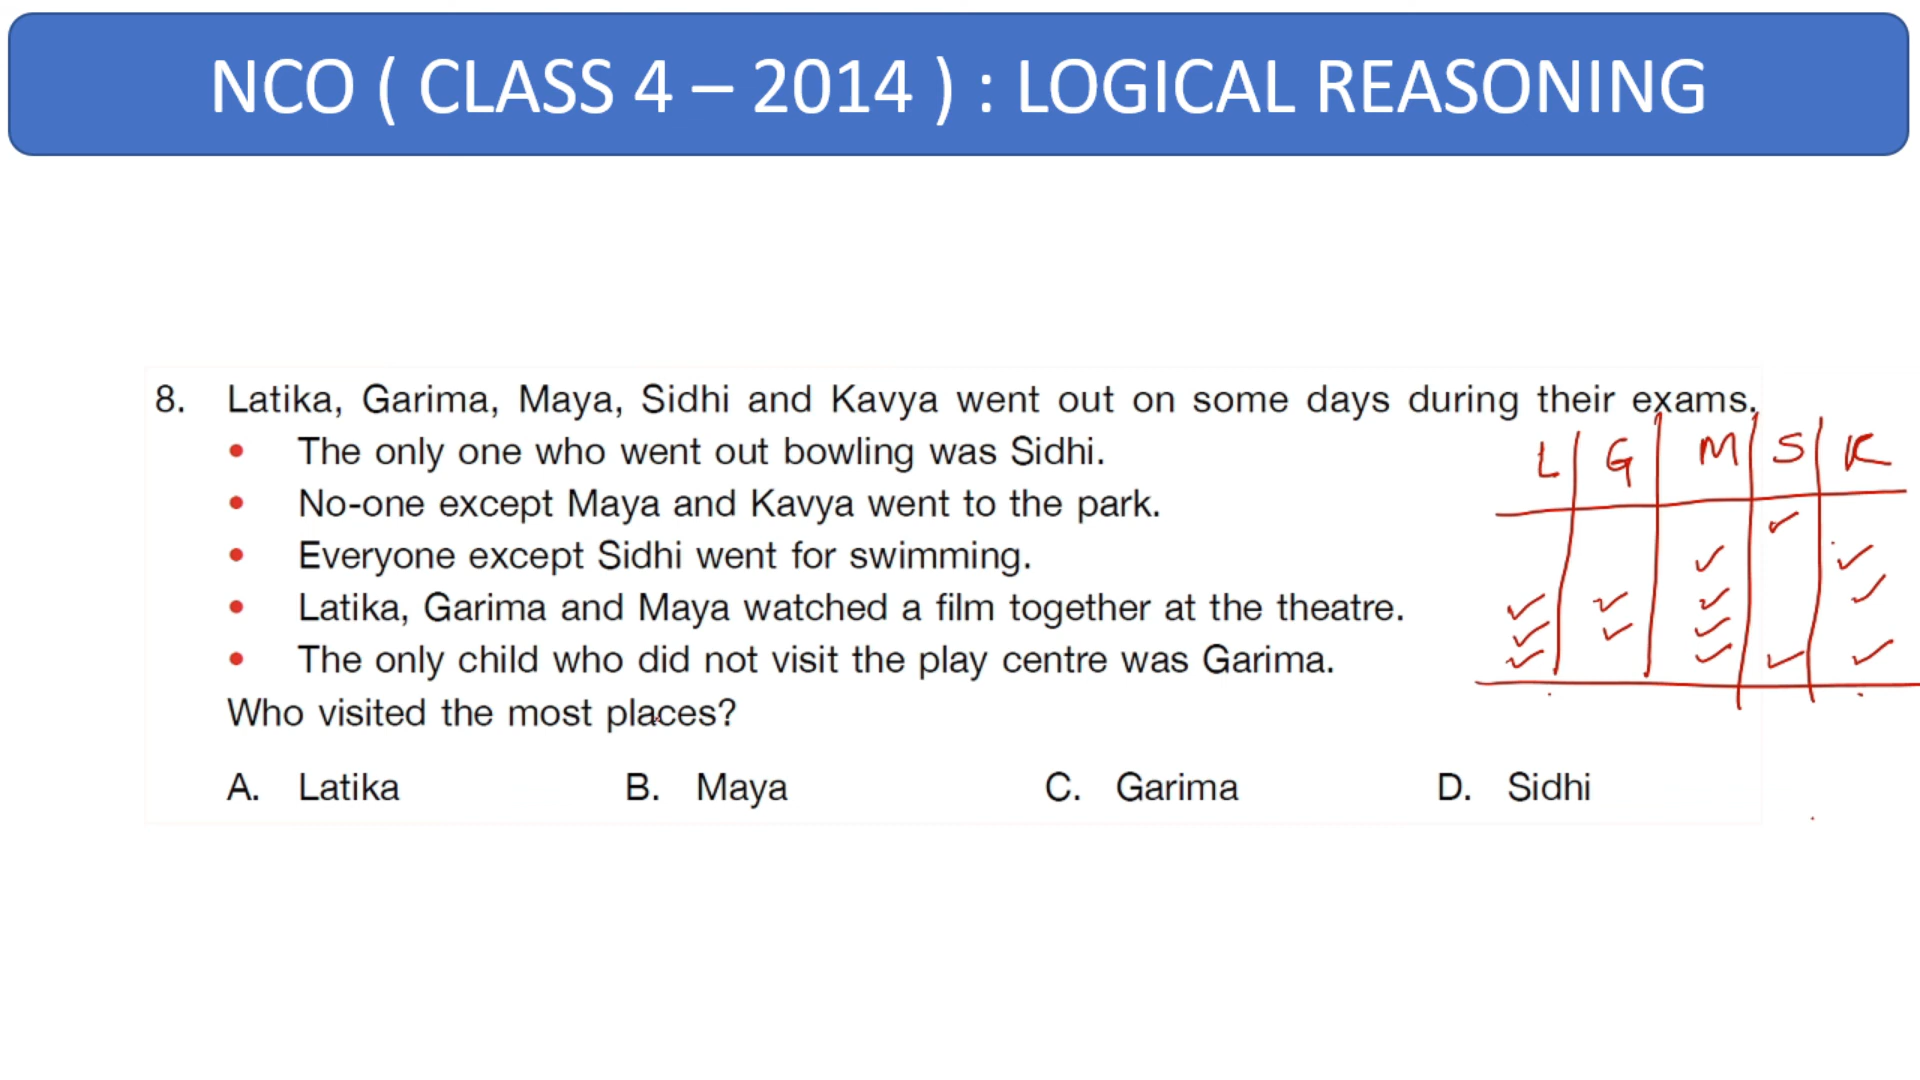 NCO ( CLASS 4 – 2014 ) : LOGICAL REASONING
8. Latika, Garima, Maya, Sidhi and Kavya went out on some days during their exams.
• The only one who went out bowling was Sidhi.
• No-one except Maya and Kavya went to the park.
• Everyone except Sidhi went for swimming.
• Latika, Garima and Maya watched a film together at the theatre.
• The only child who did not visit the play centre was Garima.
Who visited the most places?
A. Latika B. Maya C. Garima D. Sidhi
L G M S K
✓
✓ ✓
✓ ✓ ✓ ✓
✓ ✓ ✓
✓ ✓ ✓ ✓